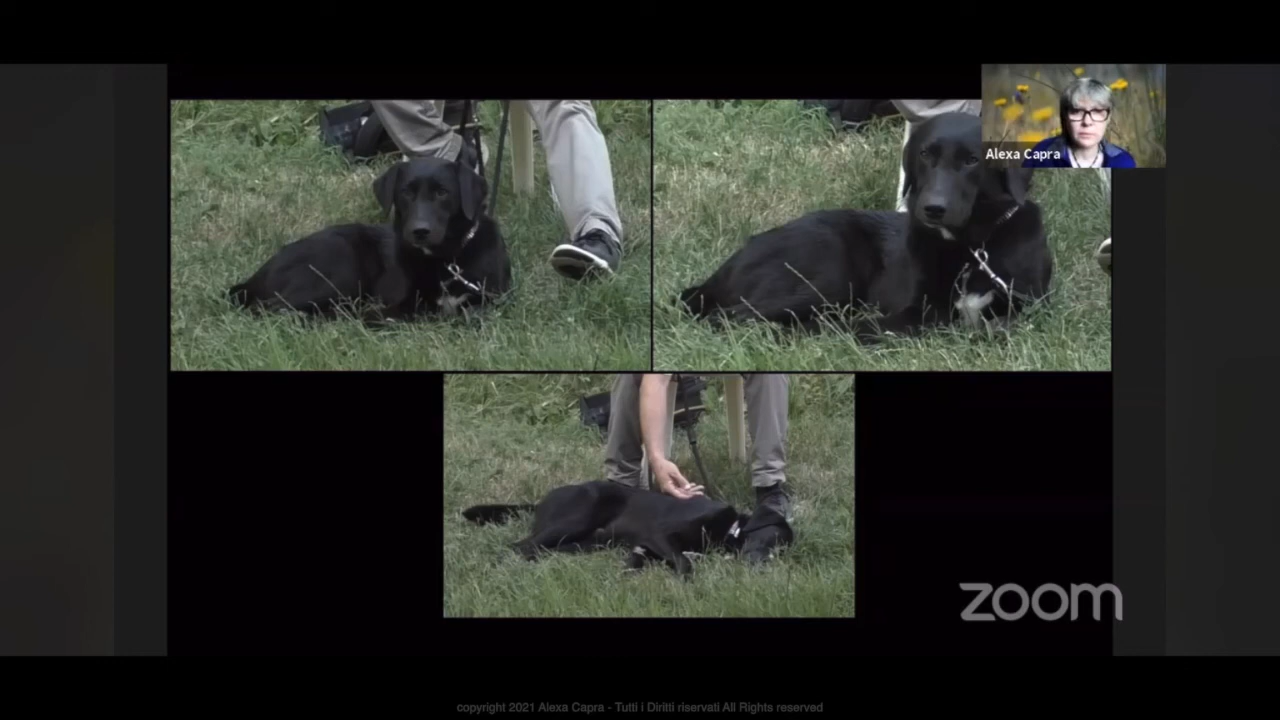 Alexa Capra
zoom
copyright 2021 Alexa Capra - Tutti i Diritti riservati All Rights reserved